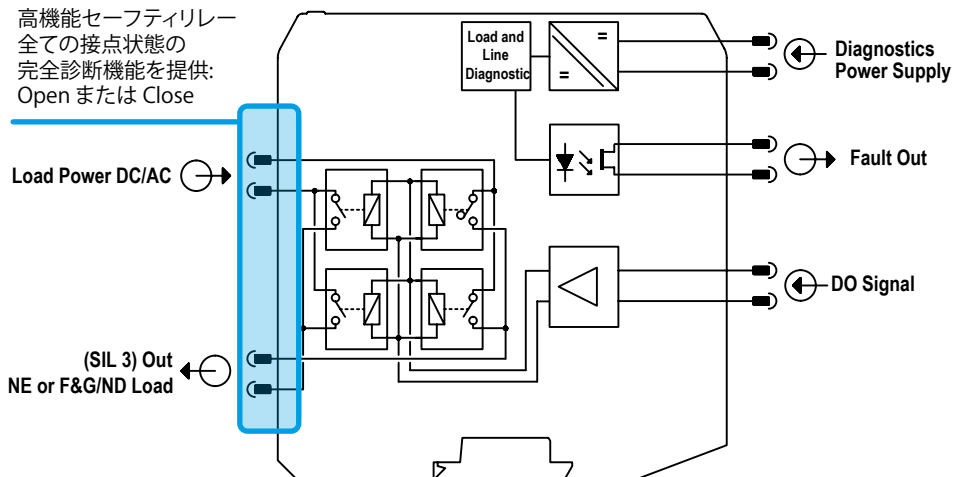 高機能セーフティリレー
全ての接点状態の
完全診断機能を提供:
Open または Close
Load and
Line
Diagnostic
=
=
Diagnostics
Power Supply
Load Power DC/AC
Fault Out
DO Signal
(SIL 3) Out
NE or F&G/ND Load